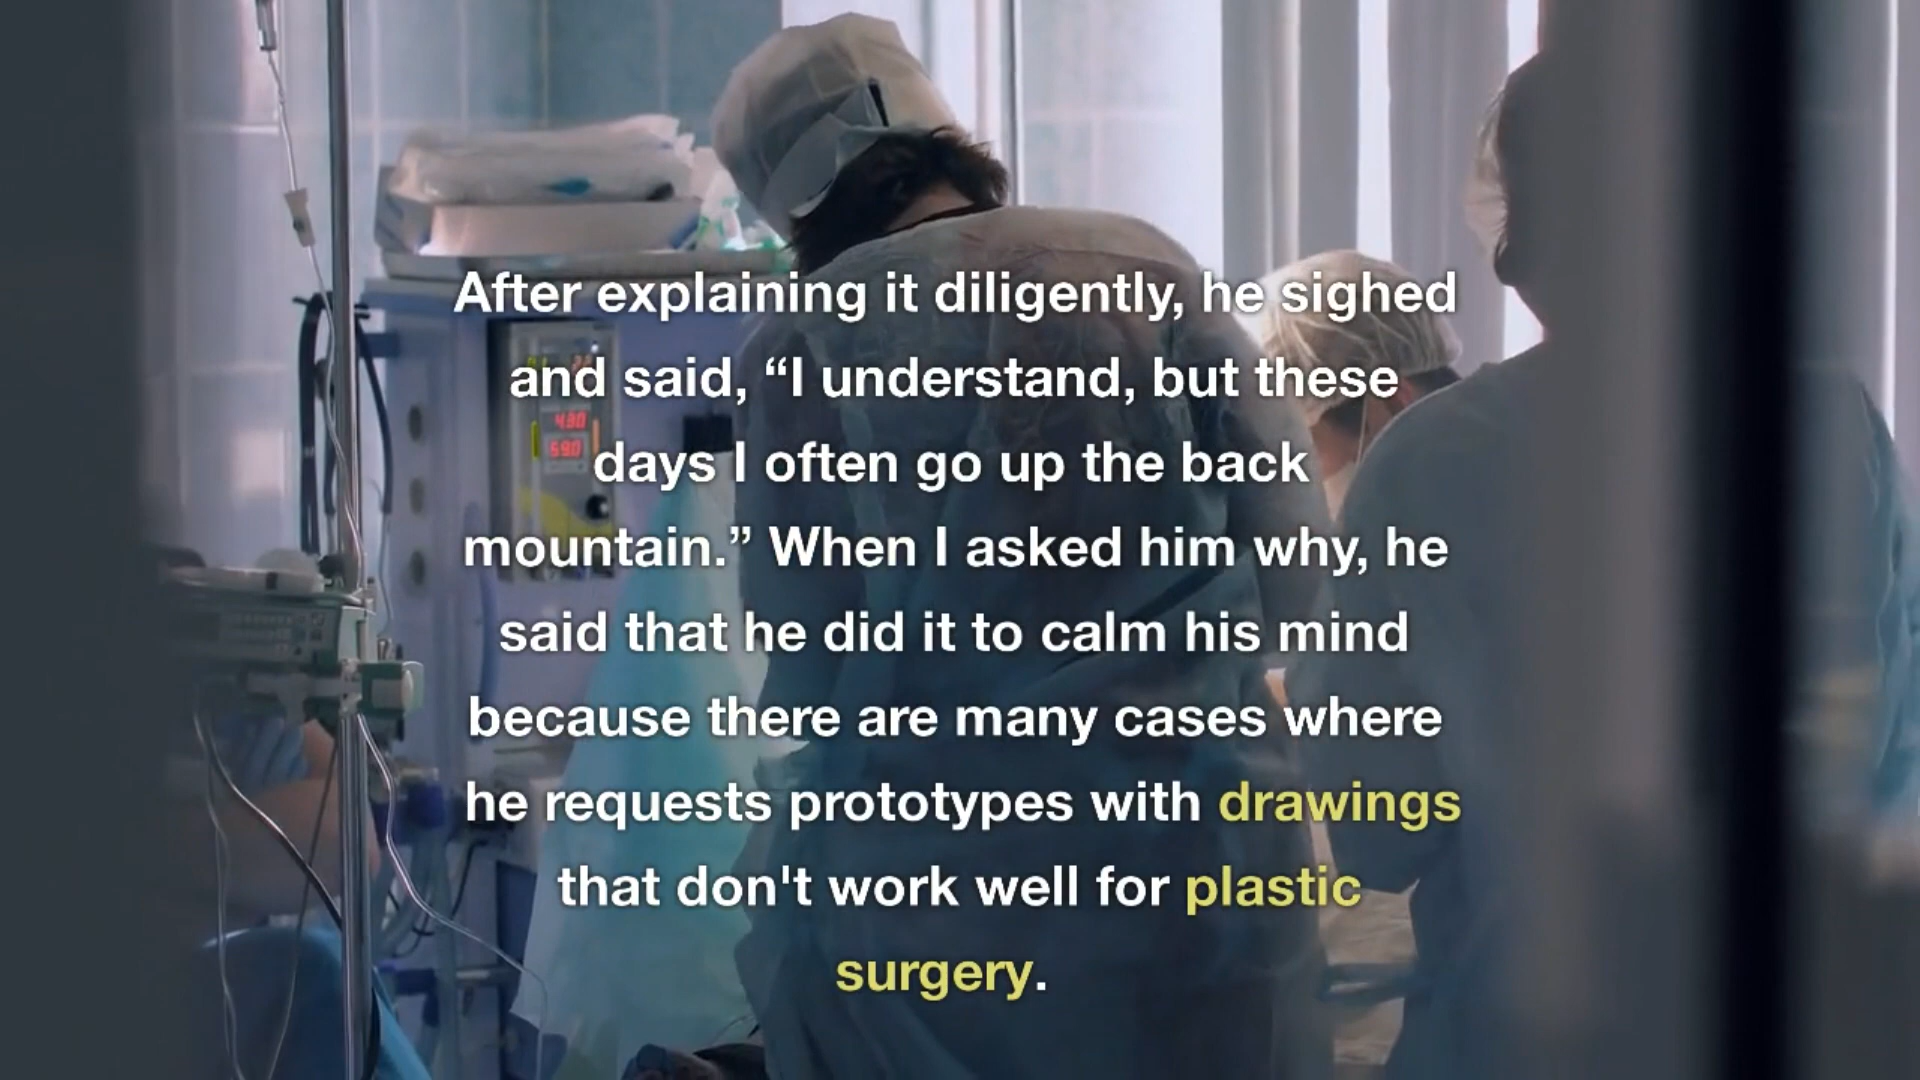 After explaining it diligently, he sighed
and said, “I understand, but these
days I often go up the back
mountain.” When I asked him why, he
said that he did it to calm his mind
because there are many cases where
he requests prototypes with drawings
that don't work well for plastic
surgery.
430
590